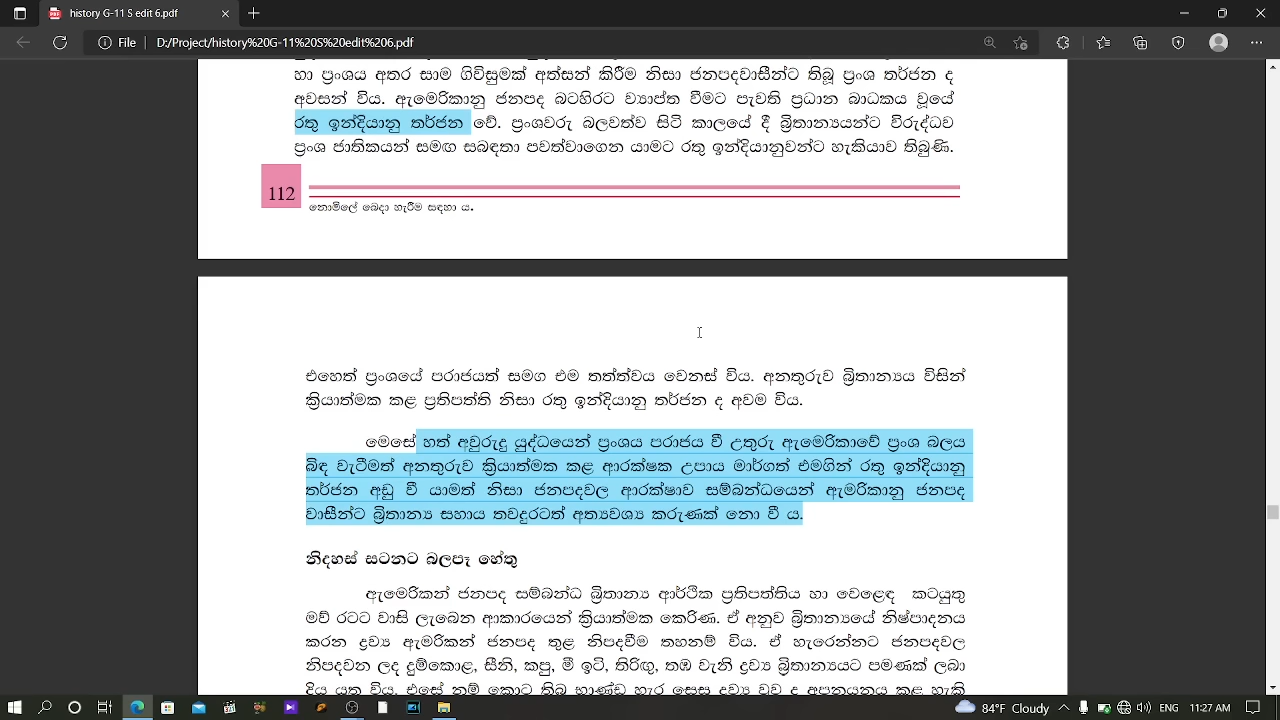 history G-11 S edit 6.pdf
File D:/Project/history%20G-11%20S%20edit%206.pdf
හා ප්‍රංශය අතර සාම ගිවිසුමක් අත්සන් කිරීම නිසා ජනපදවාසීන්ට තිබූ ප්‍රංශ තර්ජන ද
අවසන් විය. ඇමෙරිකානු ජනපද බටහිරට ව්‍යාප්ත වීමට පැවති ප්‍රධාන බාධකය වූයේ
රතු ඉන්දියානු තර්ජන වේ. ප්‍රංශවරු බලවත්ව සිටි කාලයේ දී බ්‍රිතාන්‍යයන්ට විරුද්ධව
ප්‍රංශ ජාතිකයන් සමඟ සබඳතා පවත්වාගෙන යාමට රතු ඉන්දියානුවන්ට හැකියාව තිබුණි.
112
නොමිලේ බෙදා හැරීම සඳහා ය.
එහෙත් ප්‍රංශයේ පරාජයත් සමග එම තත්ත්වය වෙනස් විය. අනතුරුව බ්‍රිතාන්‍යය විසින්
ක්‍රියාත්මක කළ ප්‍රතිපත්ති නිසා රතු ඉන්දියානු තර්ජන ද අවම විය.
මෙසේ හත් අවුරුදු යුද්ධයෙන් ප්‍රංශය පරාජය වී උතුරු ඇමෙරිකාවේ ප්‍රංශ බලය
බිඳ වැටීමත් අනතුරුව ක්‍රියාත්මක කළ ආරක්ෂක උපාය මාර්ගත් එමගින් රතු ඉන්දියානු
තර්ජන අඩු වී යාමත් නිසා ජනපදවල ආරක්ෂාව සම්බන්ධයෙන් ඇමරිකානු ජනපද
වාසීන්ට බ්‍රිතාන්‍ය සහාය තවදුරටත් අත්‍යවශ්‍ය කරුණක් නො වී ය.
නිදහස් සටනට බලපෑ හේතු
ඇමෙරිකන් ජනපද සම්බන්ධ බ්‍රිතාන්‍ය ආර්ථික ප්‍රතිපත්තිය හා වෙළෙඳ කටයුතු
මව් රටට වාසි ලැබෙන ආකාරයෙන් ක්‍රියාත්මක කෙරිණ. ඒ අනුව බ්‍රිතාන්‍යයේ නිෂ්පාදනය
කරන ද්‍රව්‍ය ඇමරිකන් ජනපද තුළ නිපදවීම තහනම් විය. ඒ හැරෙන්නට ජනපදවල
නිපදවන ලද දුම්කොළ, සීනි, කපු, මී ඉටි, තිරිඟු, තඹ වැනි ද්‍රව්‍ය බ්‍රිතාන්‍යයට පමණක් ලබා
දිය යුතු විය. එසේ නම් කොට තිබූ භාණ්ඩ හැර සෙසු ද්‍රව්‍ය වුව ද අපනයනය කළ හැකි
84°F Cloudy ENG 11:27 AM